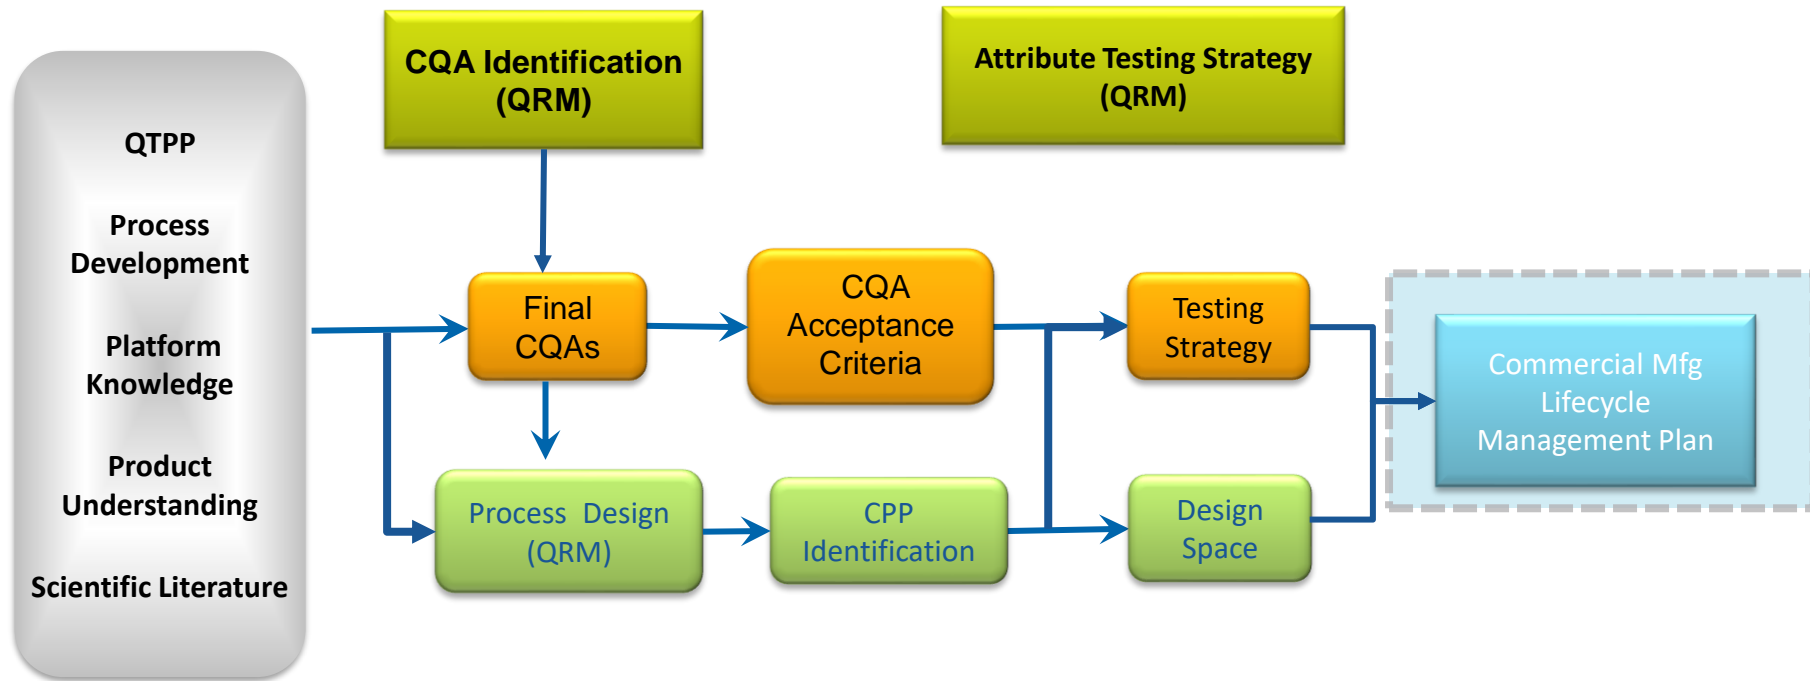 QTPP
Process
Development
Platform
Knowledge
Product
Understanding
Scientific Literature
CQA Identification
(QRM)
Attribute Testing Strategy
(QRM)
Final
CQAs
CQA
Acceptance
Criteria
Testing
Strategy
Process Design
(QRM)
CPP
Identification
Design
Space
Commercial Mfg
Lifecycle
Management Plan